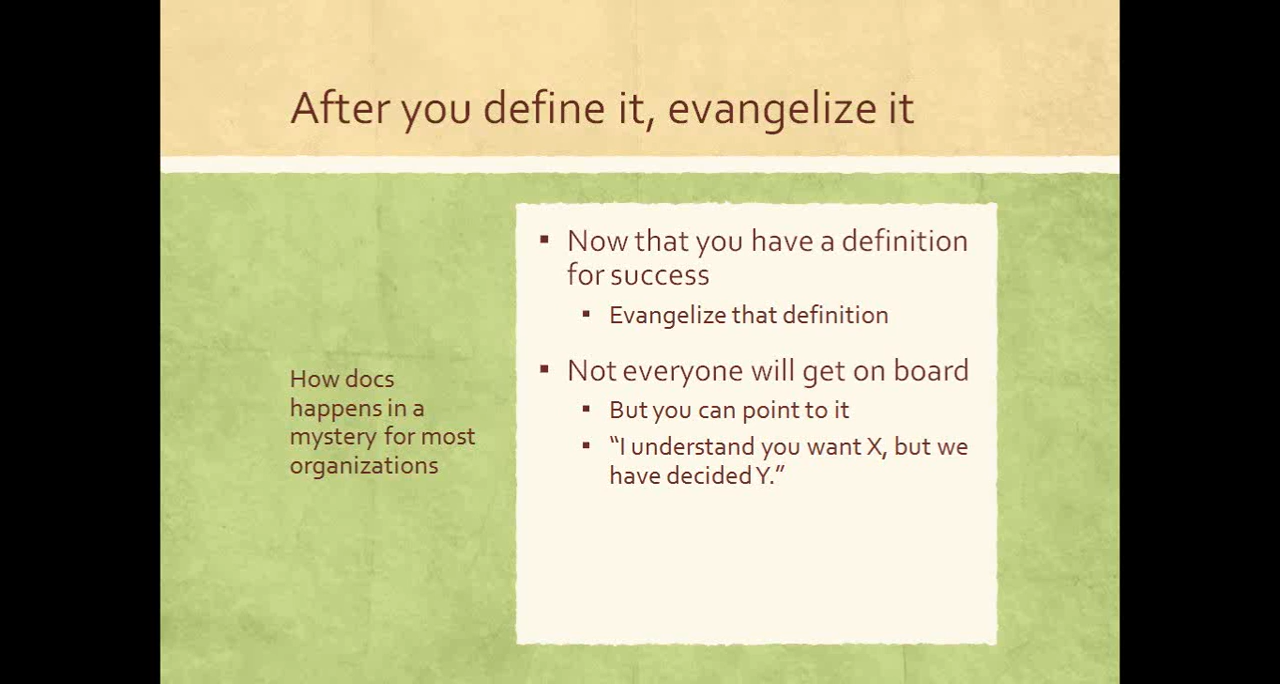 After you define it, evangelize it
How docs
happens in a
mystery for most
organizations
▪ Now that you have a definition
for success
▪ Evangelize that definition
▪ Not everyone will get on board
▪ But you can point to it
▪ “I understand you want X, but we
have decided Y.”